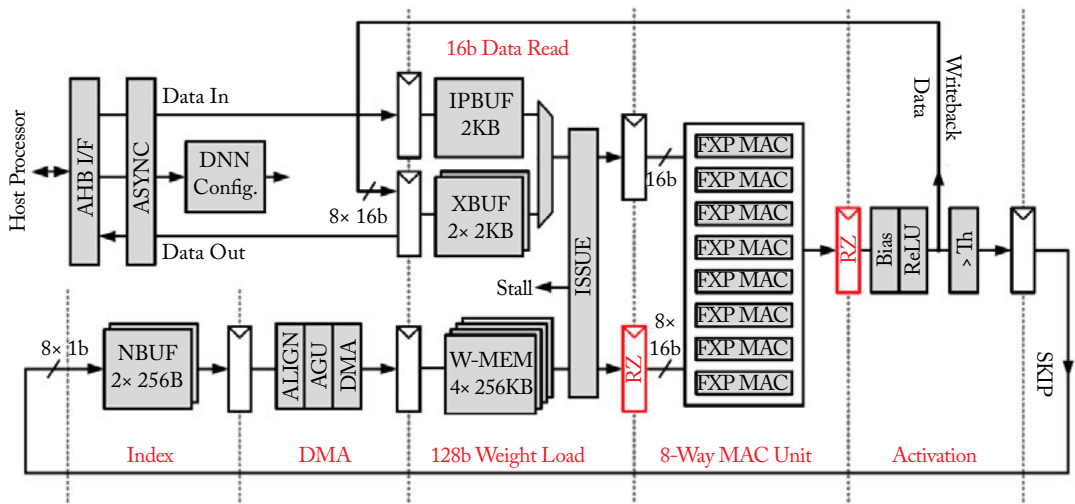 16b Data Read
Writeback
Data
Host Processor
AHB I/F
ASYNC
Data In
DNN
Config.
Data Out
8× 16b
IPBUF
2KB
XBUF
2× 2KB
ISSUE
Stall
16b
FXP MAC
FXP MAC
FXP MAC
FXP MAC
FXP MAC
FXP MAC
FXP MAC
FXP MAC
RZ
Bias
ReLU
> Th
SKIP
8× 1b
NBUF
2× 256B
ALIGN
AGU
DMA
W-MEM
4× 256KB
RZ
8×
16b
Index
DMA
128b Weight Load
8-Way MAC Unit
Activation